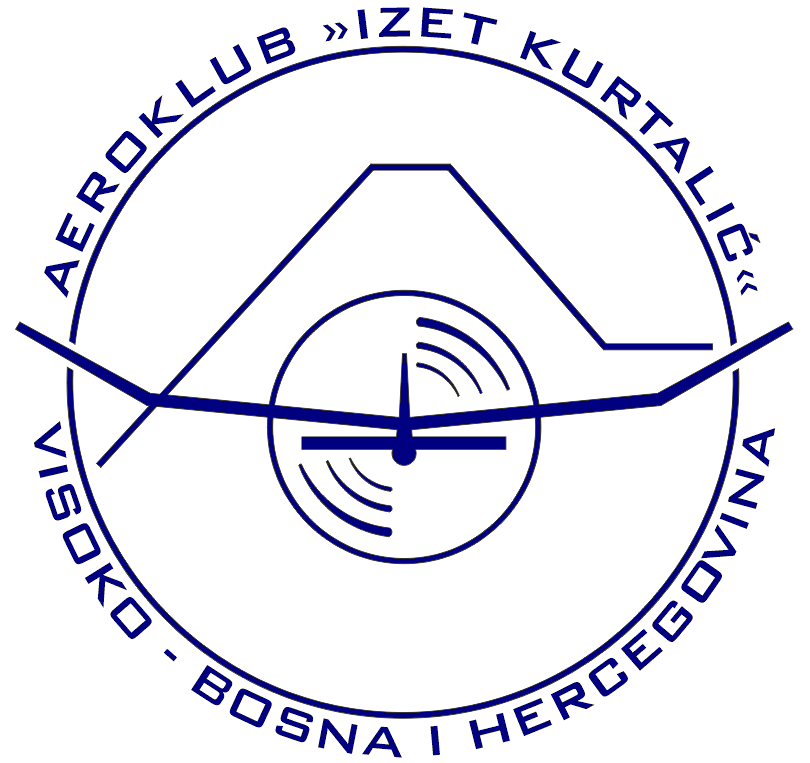 AEROKLUB »IZET KURTALIĆ«
VISOKO - BOSNA I HERCEGOVINA